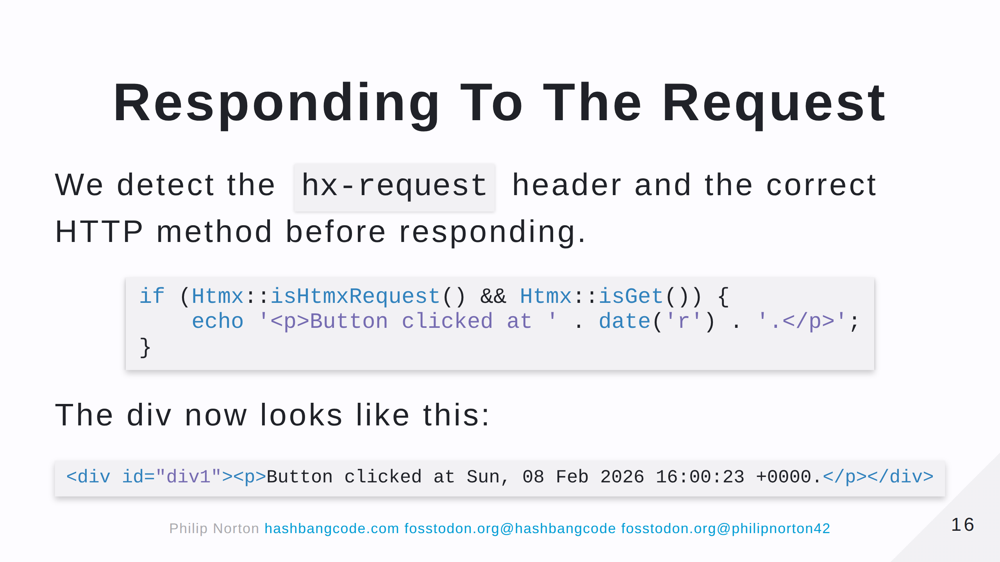 Responding To The Request
We detect the hx-request header and the correct
HTTP method before responding.
if (Htmx::isHtmxRequest() && Htmx::isGet()) {
    echo '<p>Button clicked at ' . date('r') . '.</p>';
}
The div now looks like this:
<div id="div1"><p>Button clicked at Sun, 08 Feb 2026 16:00:23 +0000.</p></div>
Philip Norton hashbangcode.com fosstodon.org@hashbangcode fosstodon.org@philipnorton42
16